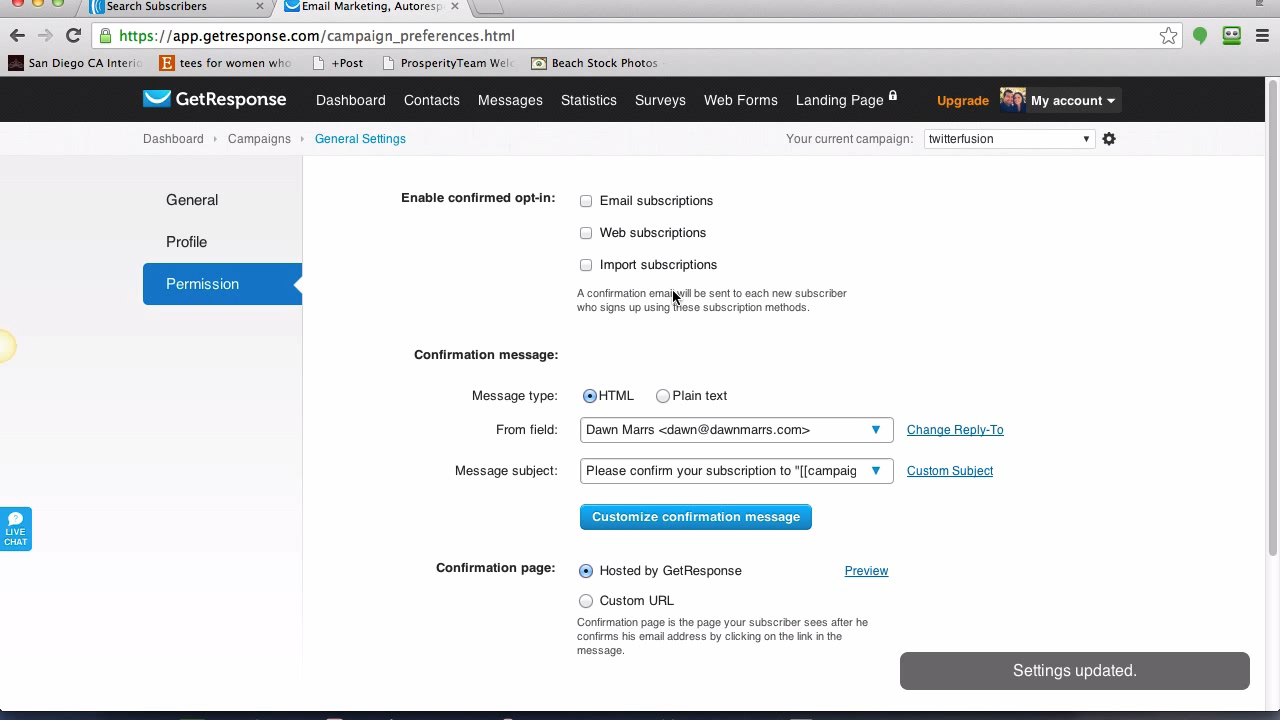 Search Subscribers
Email Marketing, Autoresp
https://app.getresponse.com/campaign_preferences.html
San Diego CA Interio
tees for women who
+Post
ProsperityTeam Wel
Beach Stock Photos
GetResponse
Dashboard
Contacts
Messages
Statistics
Surveys
Web Forms
Landing Page
Upgrade
My account
Dashboard
Campaigns
General Settings
Your current campaign:
twitterfusion
General
Profile
Permission
Enable confirmed opt-in:
Email subscriptions
Web subscriptions
Import subscriptions
A confirmation email will be sent to each new subscriber
who signs up using these subscription methods.
Confirmation message:
Message type:
HTML
Plain text
From field:
Dawn Marrs <dawn@dawnmarrs.com>
Change Reply-To
Message subject:
Please confirm your subscription to "[[campaig
Custom Subject
Customize confirmation message
Confirmation page:
Hosted by GetResponse
Preview
Custom URL
Confirmation page is the page your subscriber sees after he
confirms his email address by clicking on the link in the
message.
LIVE
CHAT
Settings updated.